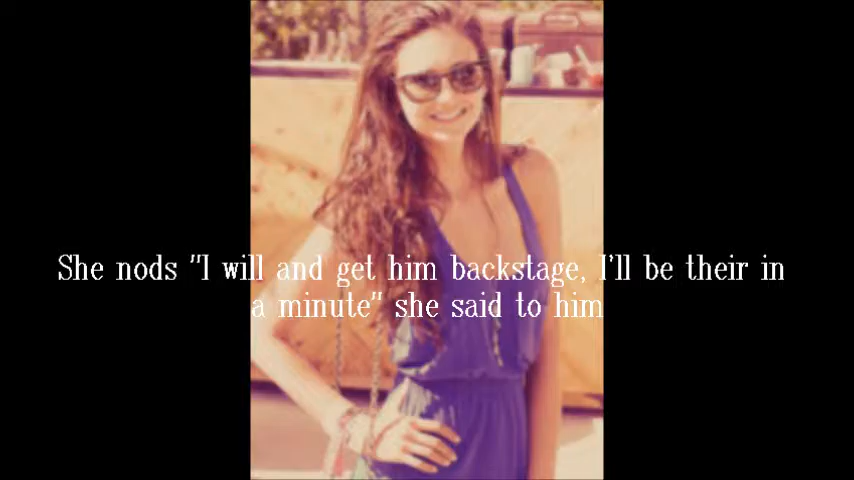 She nods "I will and get him backstage, I'll be their in
a minute" she said to him